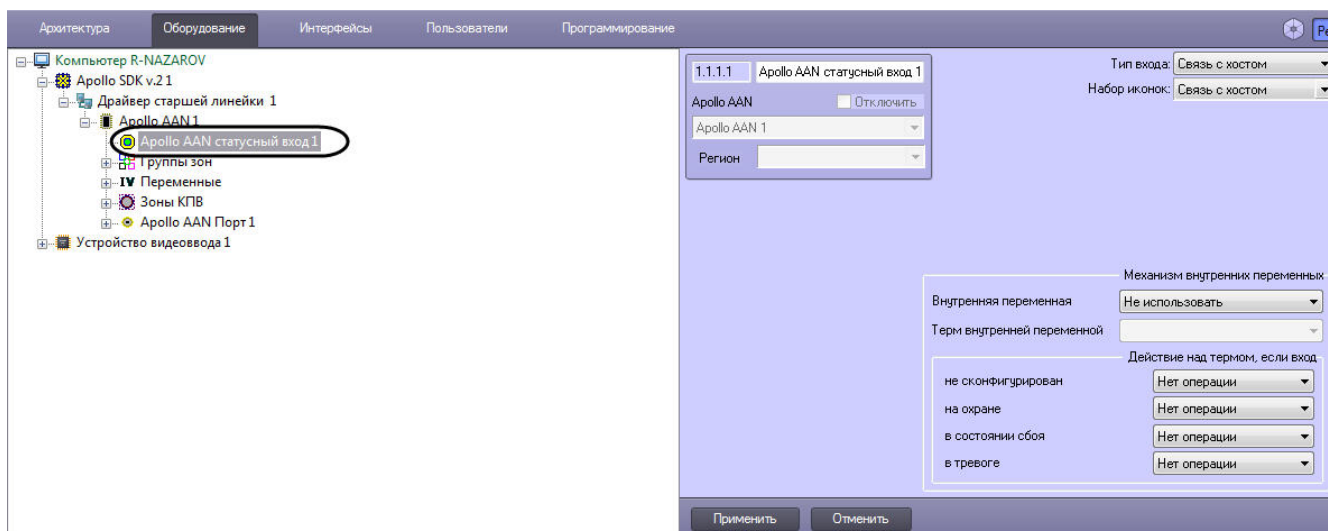 Архитектура Оборудование Интерфейсы Пользователи Программирование
Компьютер R-NAZAROV
Apollo SDK v.2 1
Драйвер старшей линейки 1
Apollo AAN 1
Apollo AAN статусный вход 1
Группы зон
IV Переменные
Зоны КПВ
Apollo AAN Порт 1
Устройство видеоввода 1
1.1.1.1 Apollo AAN статусный вход 1
Apollo AAN Отключить
Apollo AAN 1
Регион
Тип входа: Связь с хостом
Набор иконок: Связь с хостом
Механизм внутренних переменных
Внутренняя переменная Не использовать
Терм внутренней переменной
Действие над термом, если вход
не сконфигурирован Нет операции
на охране Нет операции
в состоянии сбоя Нет операции
в тревоге Нет операции
Применить Отменить